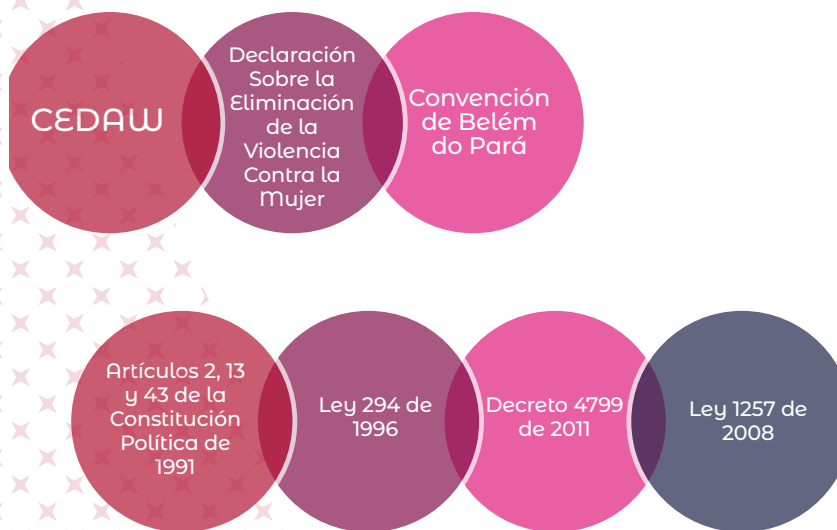 CEDAW
Declaración
Sobre la
Eliminación
de la
Violencia
Contra la
Mujer
Convención
de Belém
do Pará
Artículos 2, 13
y 43 de la
Constitución
Política de
1991
Ley 294 de
1996
Decreto 4799
de 2011
Ley 1257 de
2008